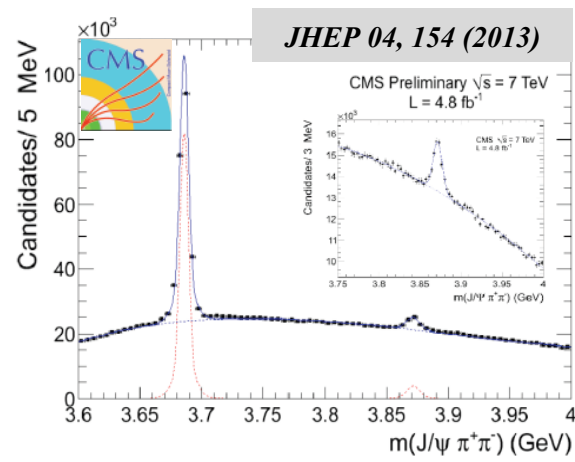 JHEP 04, 154 (2013)
CMS
CMS Preliminary √s = 7 TeV
L = 4.8 fb⁻¹
×10³
Candidates/ 5 MeV
100
80
60
40
20
0
3.6 3.65 3.7 3.75 3.8 3.85 3.9 3.95 4
m(J/ψ π⁺π⁻) (GeV)
×10³
Candidates/ 3 MeV
CMS √s = 7 TeV
L = 4.8 fb⁻¹
16
15
14
13
12
11
10
3.75 3.8 3.85 3.9 3.95 4
m(J/ψ π⁺π⁻) (GeV)